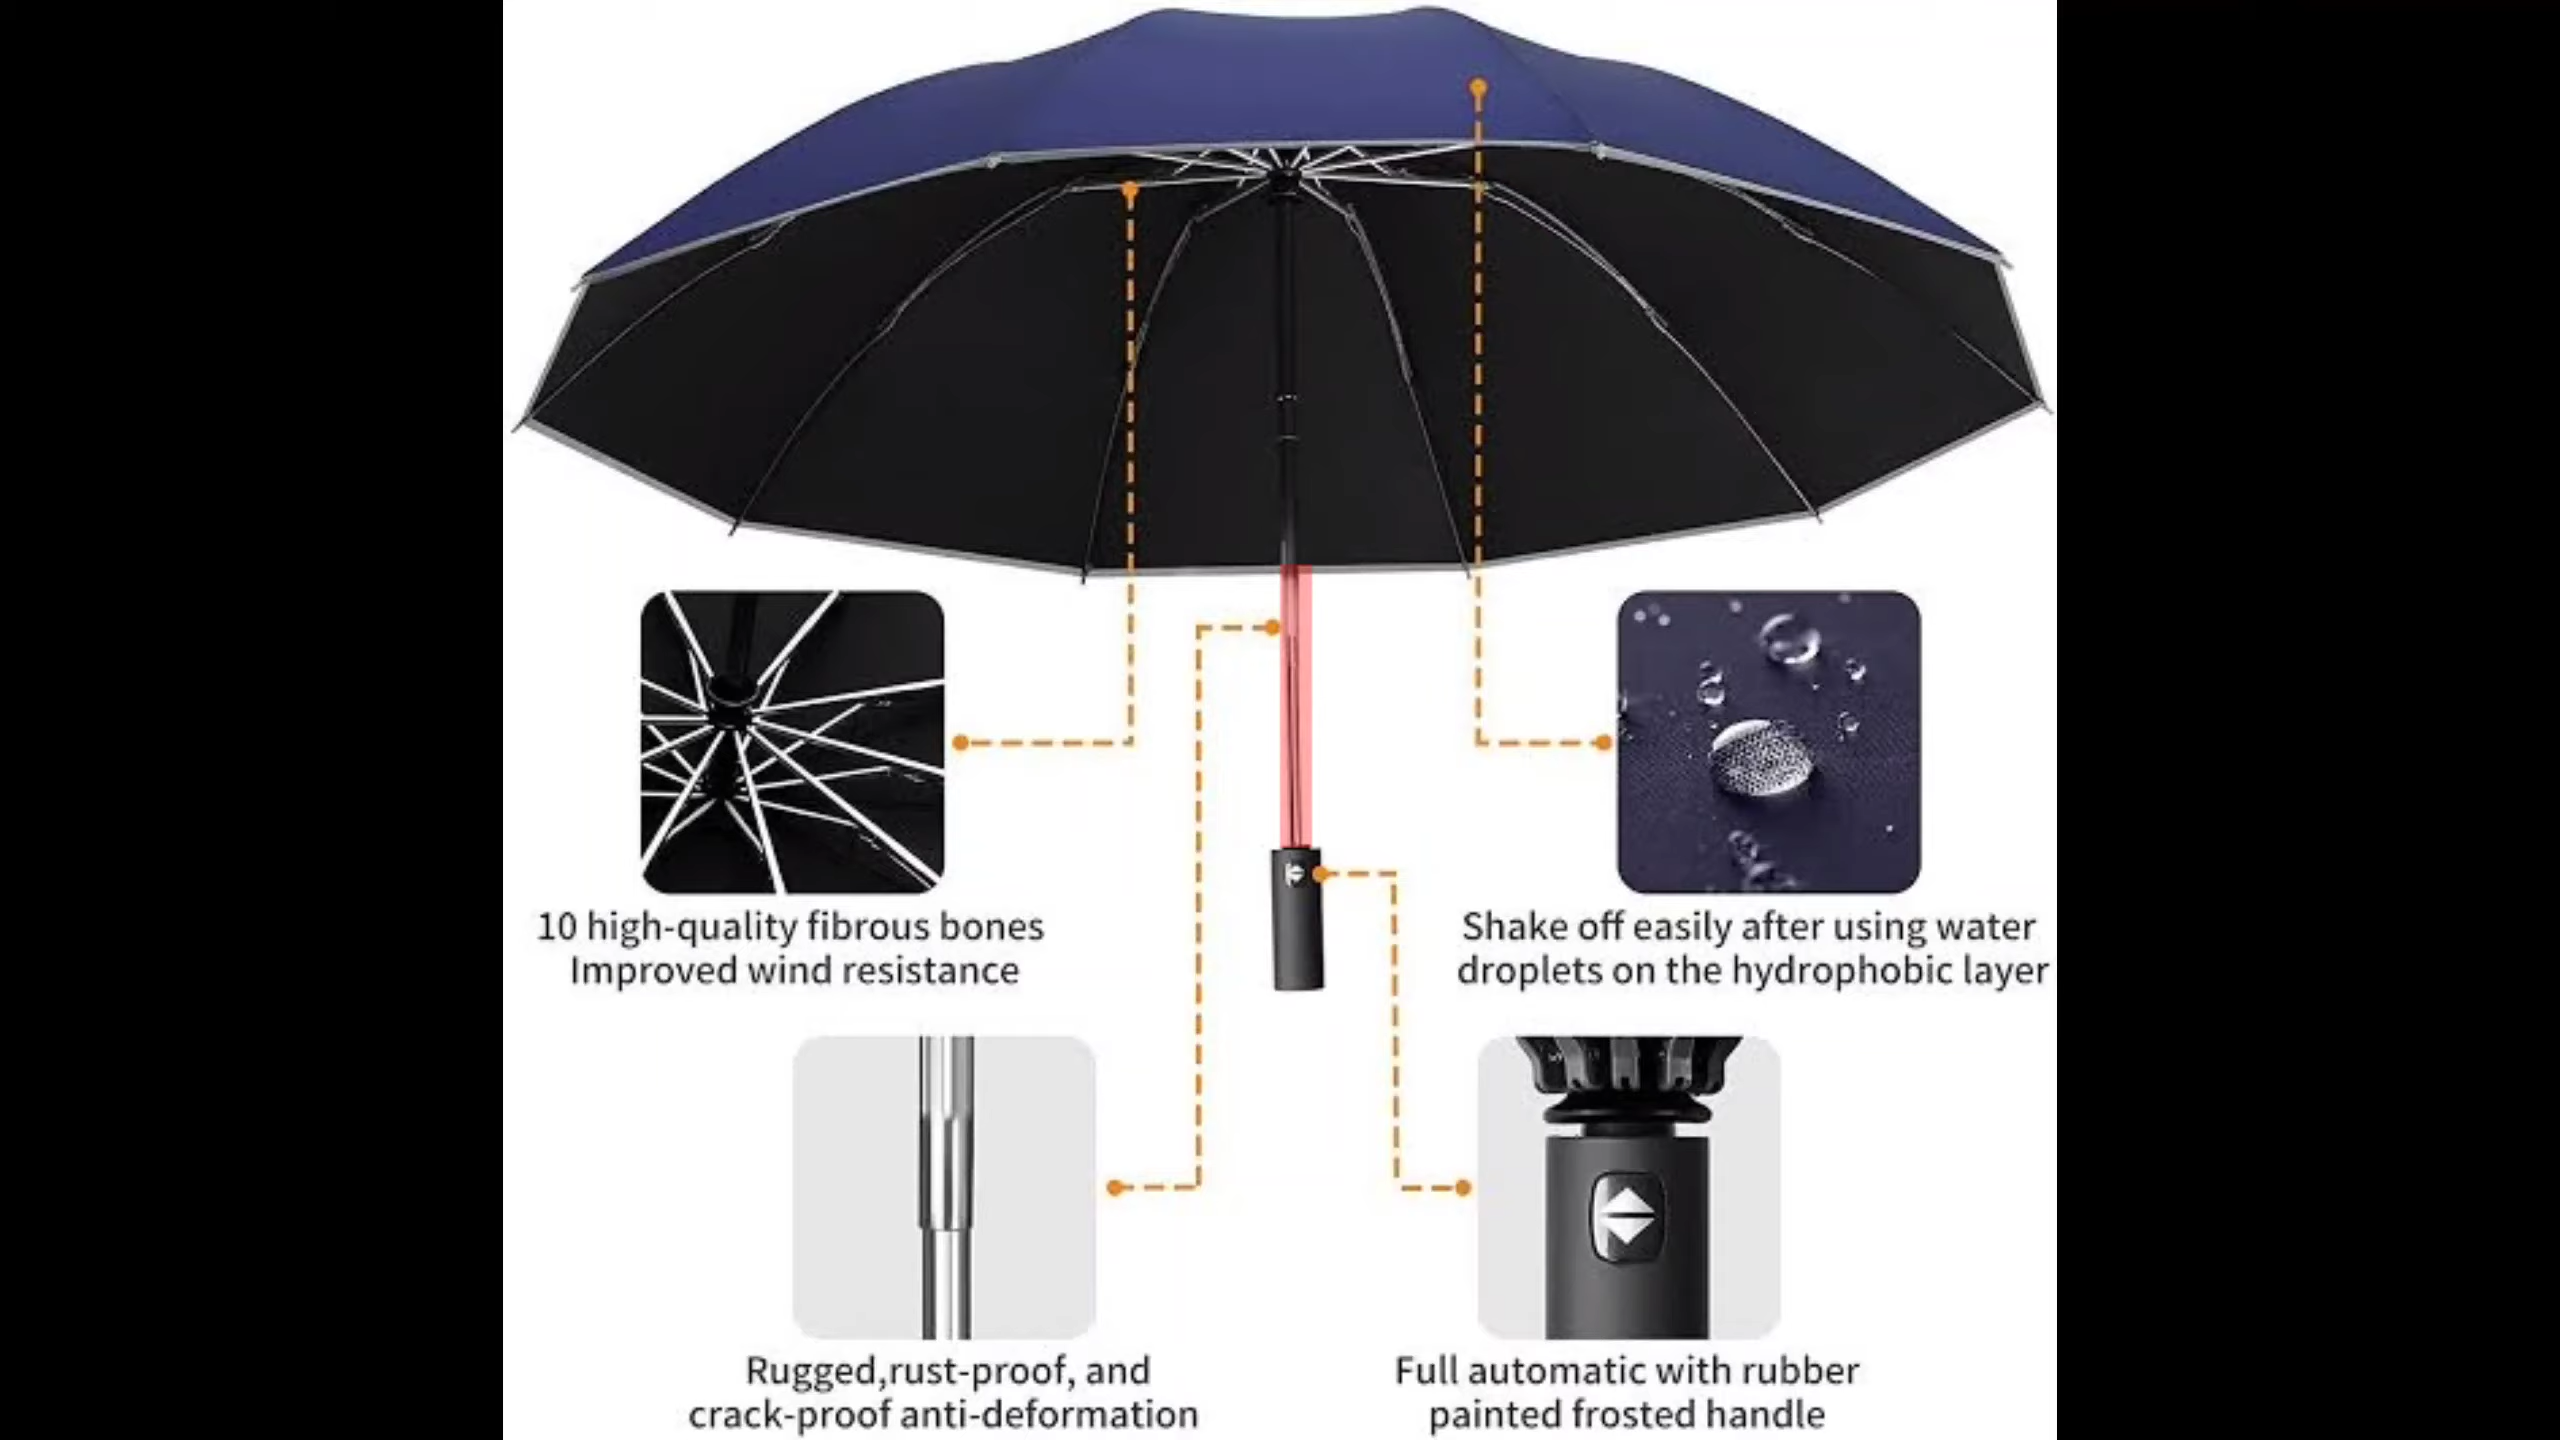 10 high-quality fibrous bones
Improved wind resistance
Shake off easily after using water
droplets on the hydrophobic layer
Rugged,rust-proof, and
crack-proof anti-deformation
Full automatic with rubber
painted frosted handle